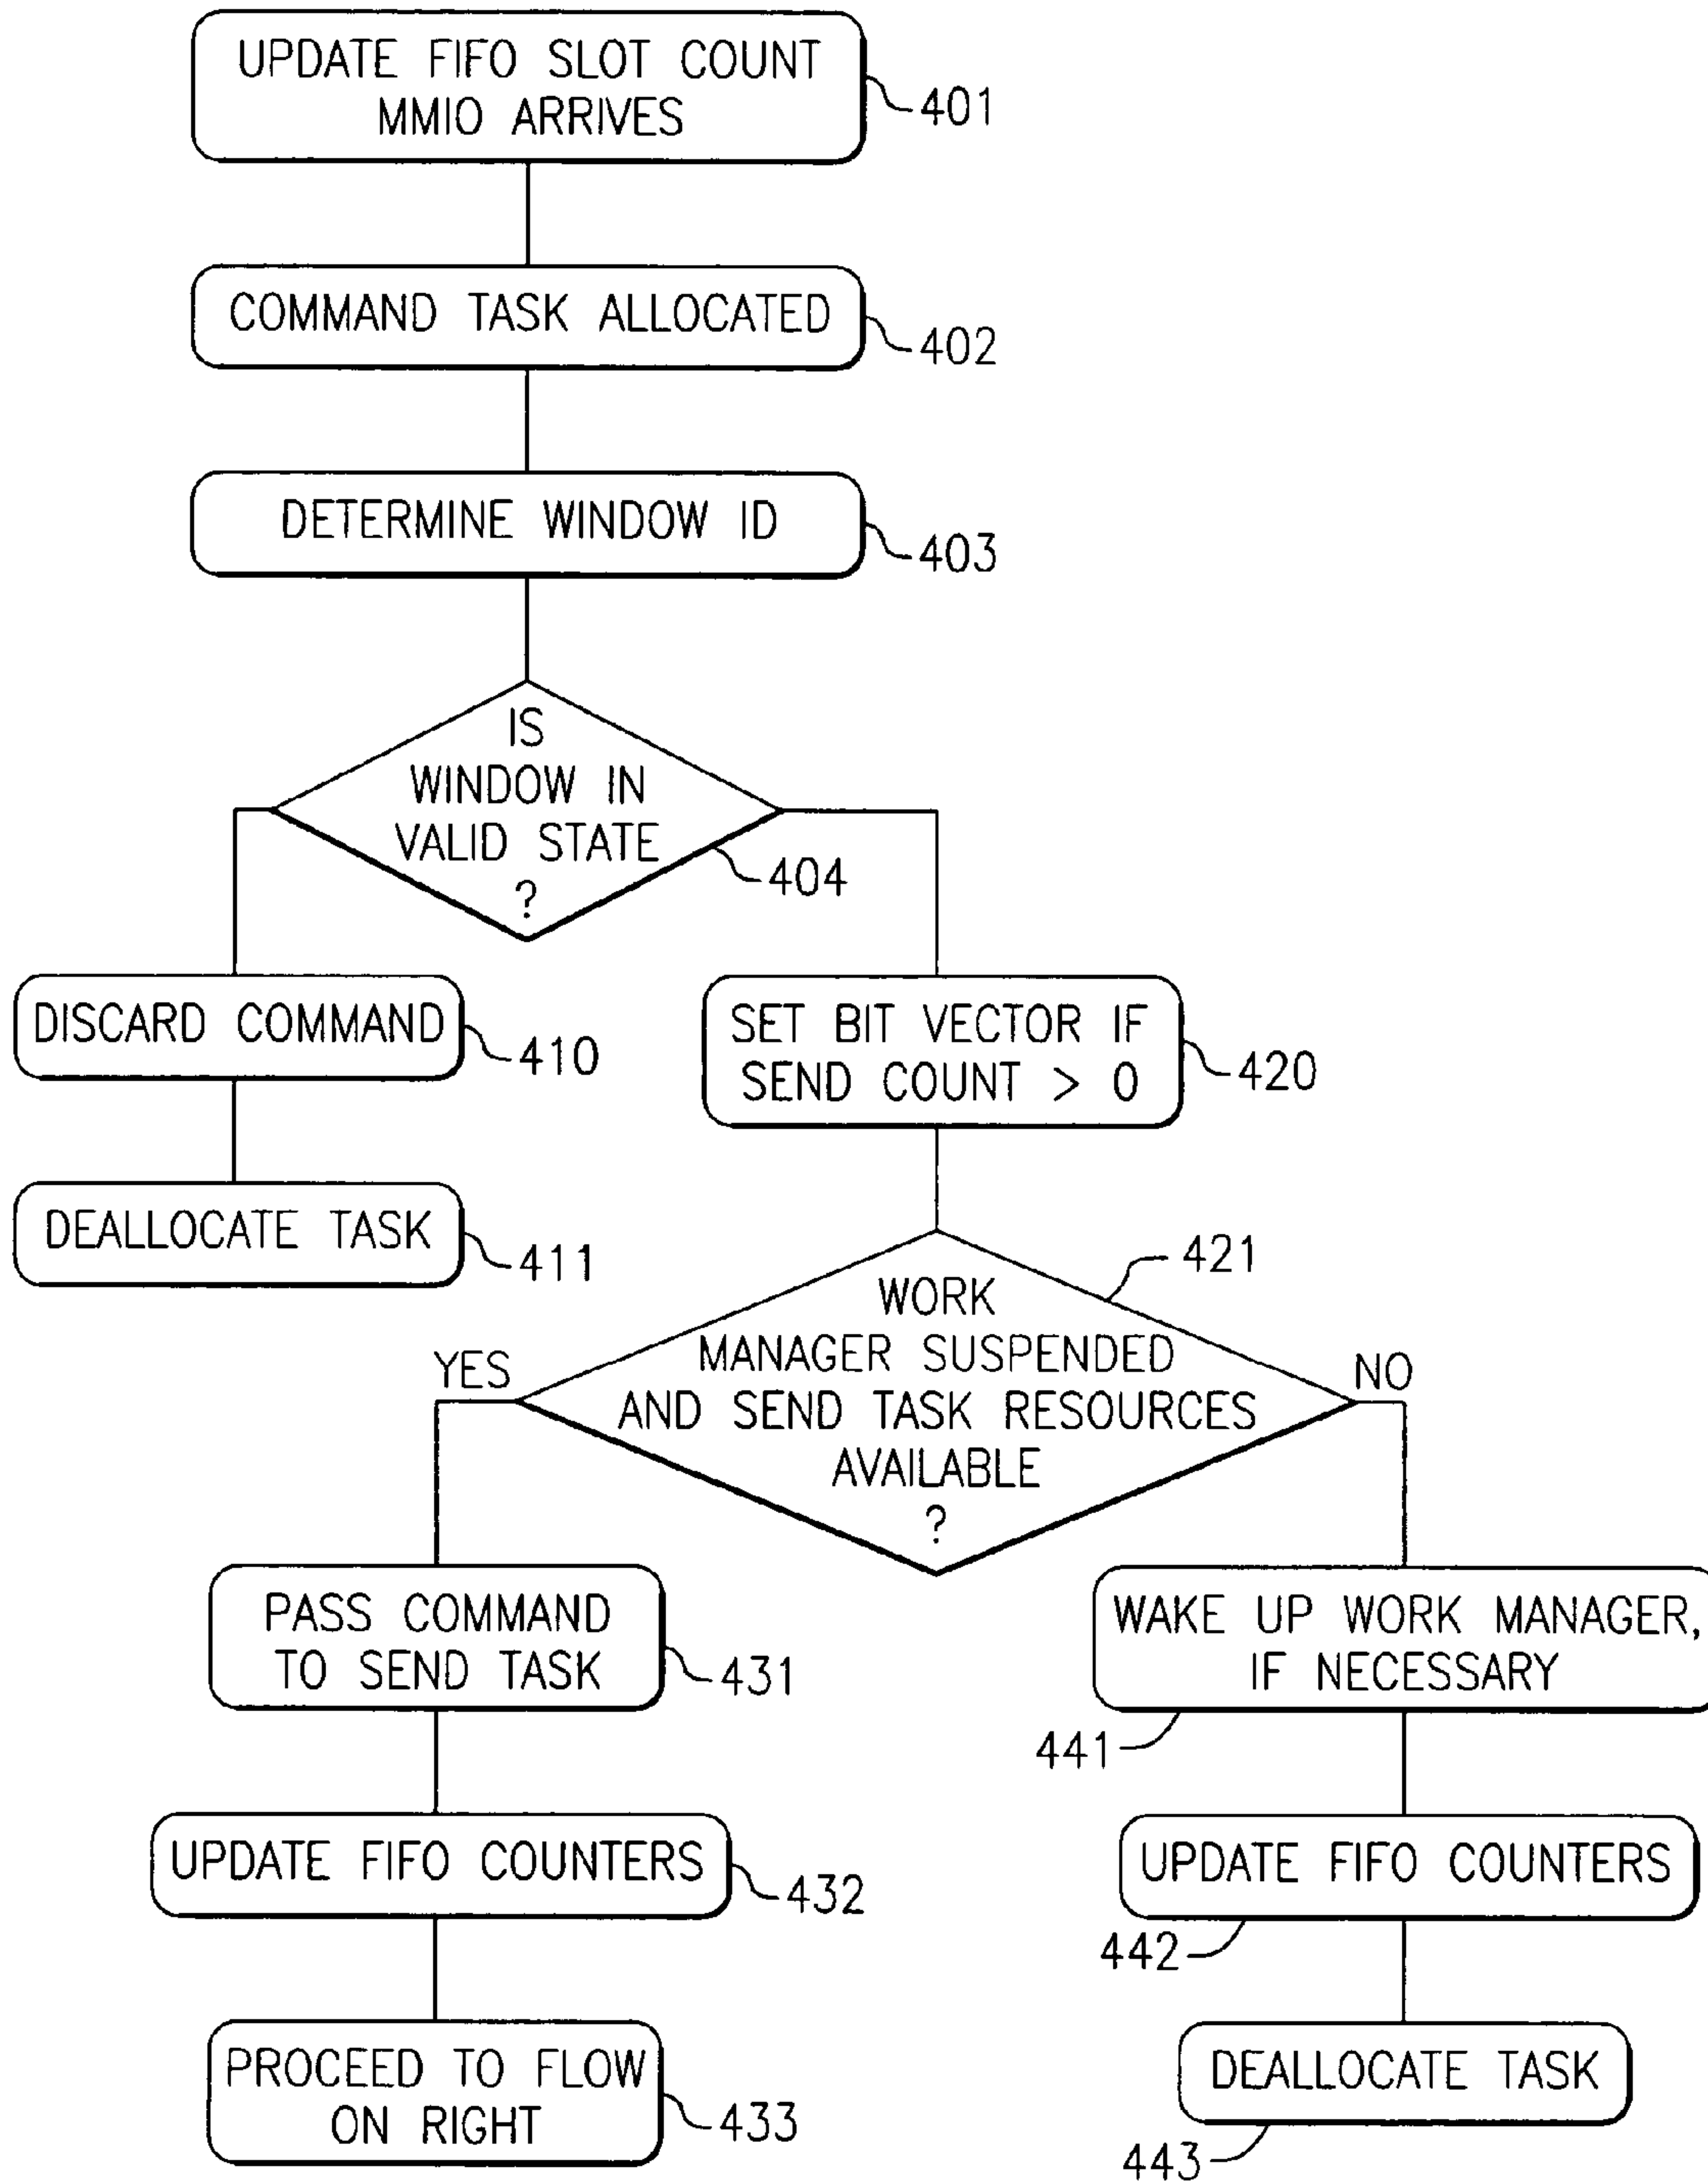 UPDATE FIFO SLOT COUNT
MMIO ARRIVES
401
COMMAND TASK ALLOCATED
402
DETERMINE WINDOW ID
403
IS
WINDOW IN
VALID STATE
?
404
DISCARD COMMAND
410
SET BIT VECTOR IF
SEND COUNT > 0
420
DEALLOCATE TASK
411
WORK
MANAGER SUSPENDED
AND SEND TASK RESOURCES
AVAILABLE
?
421
YES
NO
PASS COMMAND
TO SEND TASK
431
WAKE UP WORK MANAGER,
IF NECESSARY
441
UPDATE FIFO COUNTERS
432
UPDATE FIFO COUNTERS
442
PROCEED TO FLOW
ON RIGHT
433
DEALLOCATE TASK
443